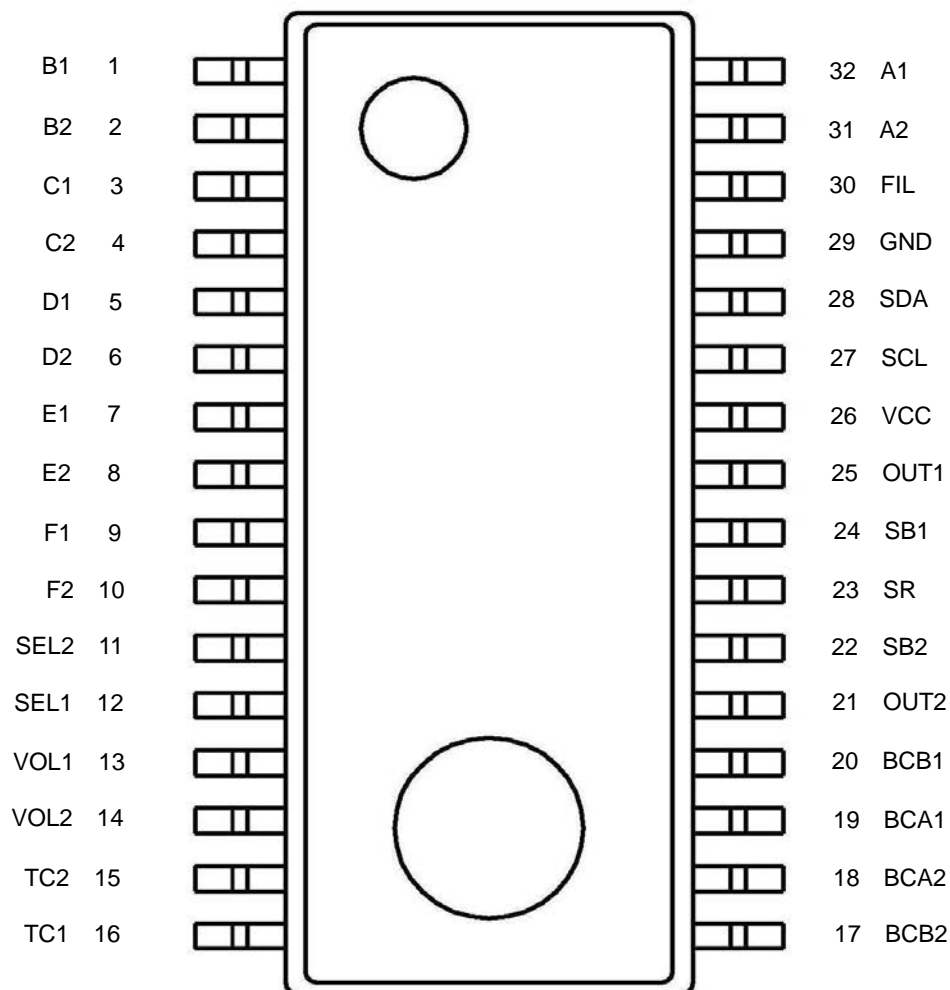 B1 1 32 A1
B2 2 31 A2
C1 3 30 FIL
C2 4 29 GND
D1 5 28 SDA
D2 6 27 SCL
E1 7 26 VCC
E2 8 25 OUT1
F1 9 24 SB1
F2 10 23 SR
SEL2 11 22 SB2
SEL1 12 21 OUT2
VOL1 13 20 BCB1
VOL2 14 19 BCA1
TC2 15 18 BCA2
TC1 16 17 BCB2